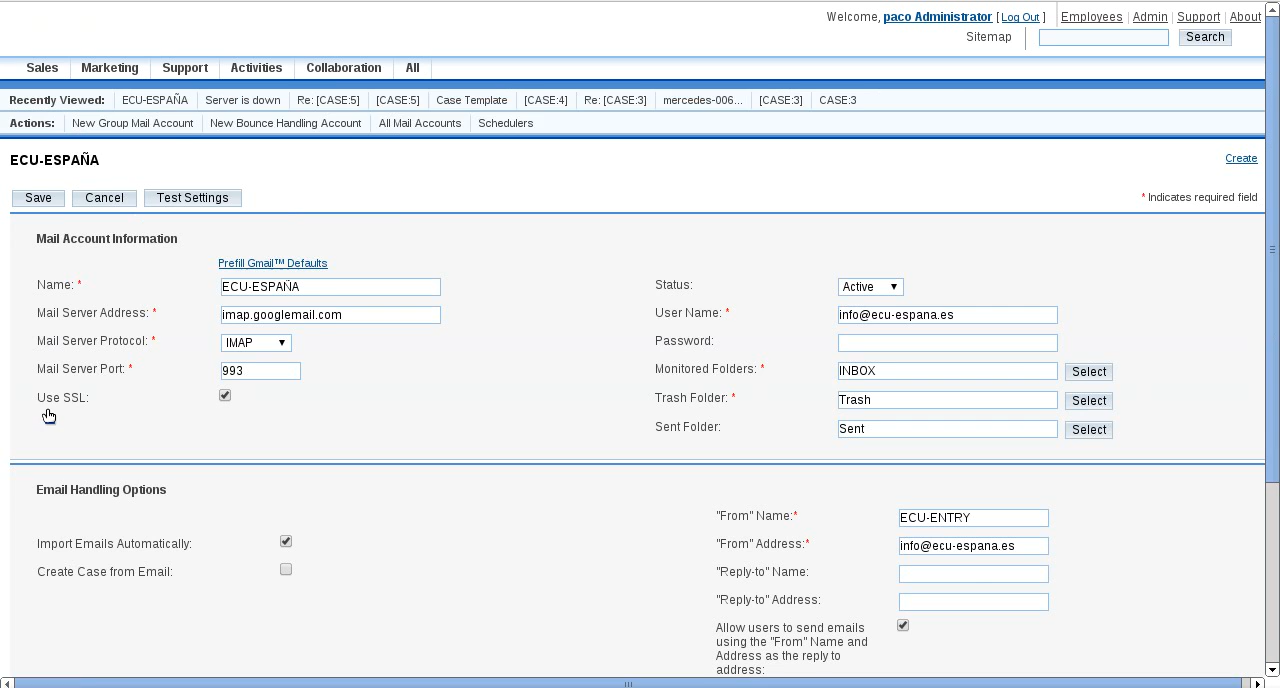 Welcome, paco Administrator [ Log Out ] Employees Admin Support About
Sitemap Search
Sales Marketing Support Activities Collaboration All
Recently Viewed: ECU-ESPAÑA Server is down Re: [CASE:5] [CASE:5] Case Template [CASE:4] Re: [CASE:3] mercedes-006... [CASE:3] CASE:3
Actions: New Group Mail Account New Bounce Handling Account All Mail Accounts Schedulers
ECU-ESPAÑA Create
Save Cancel Test Settings * Indicates required field
Mail Account Information
Prefill Gmail™ Defaults
Name: * ECU-ESPAÑA Status: Active
Mail Server Address: * imap.googlemail.com User Name: * info@ecu-espana.es
Mail Server Protocol: * IMAP Password:
Mail Server Port: * 993 Monitored Folders: * INBOX Select
Use SSL: Trash Folder: * Trash Select
Sent Folder: Sent Select
Email Handling Options
"From" Name:* ECU-ENTRY
Import Emails Automatically: "From" Address:* info@ecu-espana.es
Create Case from Email: "Reply-to" Name:
"Reply-to" Address:
Allow users to send emails
using the "From" Name and
Address as the reply to
address: